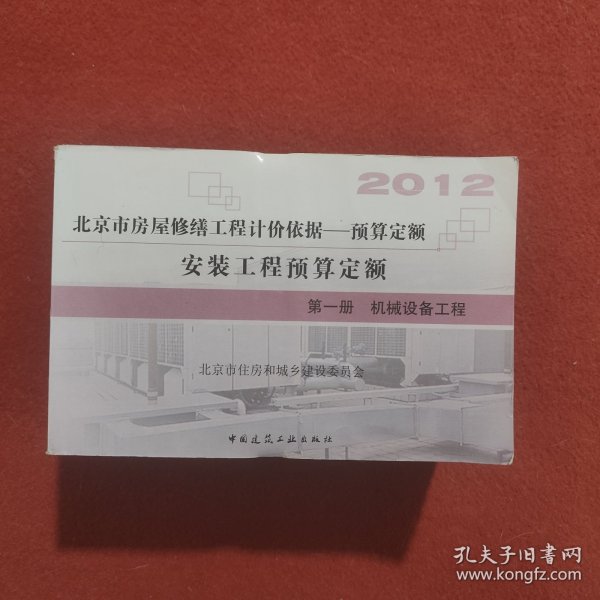 2012
北京市房屋修缮工程计价依据——预算定额
安装工程预算定额
第一册 机械设备工程
北京市住房和城乡建设委员会
中国建筑工业出版社
孔夫子旧书网
www.kongfz.com